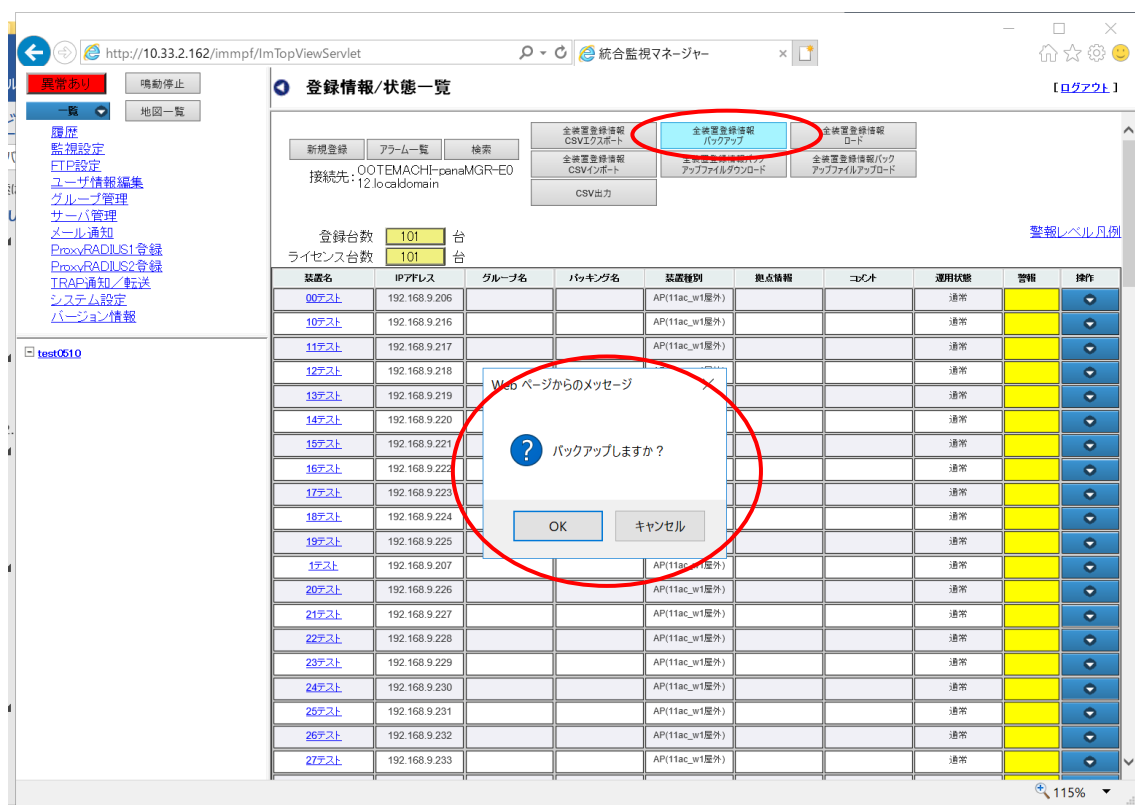 http://10.33.2.162/immpf/ImTopViewServlet
統合監視マネージャー
異常あり
鳴動停止
一覧
地図一覧
履歴
監視設定
FTP設定
ユーザ情報編集
グループ管理
サーバ管理
メール通知
ProxyRADIUS1登録
ProxyRADIUS2登録
TRAP通知／転送
システム設定
バージョン情報
test0510
登録情報/状態一覧
[ログアウト]
新規登録
アラーム一覧
検索
接続先:OOTEMACHI-panaMGR-E0
12.localdomain
全装置登録情報
CSVエクスポート
全装置登録情報
バックアップ
全装置登録情報
ロード
全装置登録情報
CSVインポート
全装置登録情報バック
アップファイルダウンロード
全装置登録情報バック
アップファイルアップロード
CSV出力
登録台数 101 台
ライセンス台数 101 台
警報レベル凡例
装置名 IPアドレス グループ名 パッキング名 装置種別 拠点情報 コメント 運用状態 警報 操作
00テスト 192.168.9.206 AP(11ac_w1屋外) 通常
10テスト 192.168.9.216 AP(11ac_w1屋外) 通常
11テスト 192.168.9.217 AP(11ac_w1屋外) 通常
12テスト 192.168.9.218 通常
13テスト 192.168.9.219 通常
14テスト 192.168.9.220 通常
15テスト 192.168.9.221 通常
16テスト 192.168.9.222 通常
17テスト 192.168.9.223 通常
18テスト 192.168.9.224 通常
19テスト 192.168.9.225 通常
1テスト 192.168.9.207 AP(11ac_w1屋外) 通常
20テスト 192.168.9.226 AP(11ac_w1屋外) 通常
21テスト 192.168.9.227 AP(11ac_w1屋外) 通常
22テスト 192.168.9.228 AP(11ac_w1屋外) 通常
23テスト 192.168.9.229 AP(11ac_w1屋外) 通常
24テスト 192.168.9.230 AP(11ac_w1屋外) 通常
25テスト 192.168.9.231 AP(11ac_w1屋外) 通常
26テスト 192.168.9.232 AP(11ac_w1屋外) 通常
27テスト 192.168.9.233 AP(11ac_w1屋外) 通常
Web ページからのメッセージ
バックアップしますか？
OK
キャンセル
115%